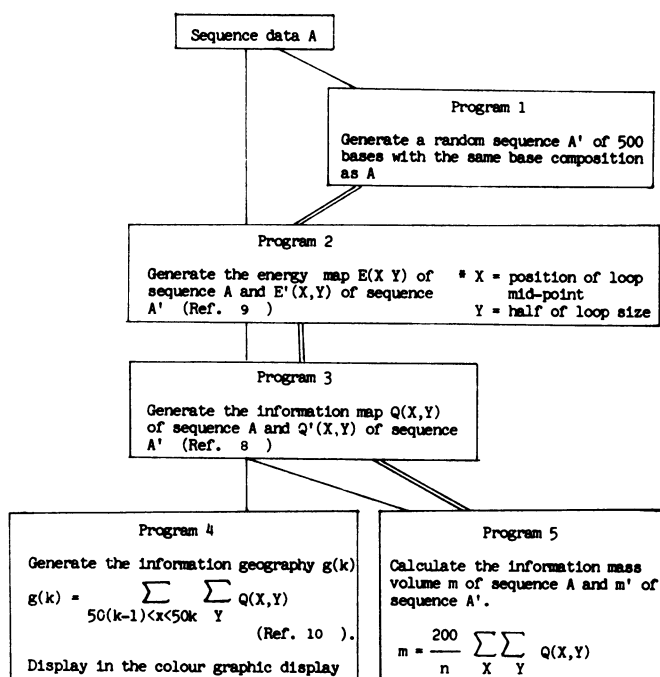 Sequence data A
Program 1
Generate a random sequence A' of 500
bases with the same base composition
as A
Program 2
Generate the energy map E(X Y) of
sequence A and E'(X,Y) of sequence
A' (Ref. 9 )
* X = position of loop
mid-point
Y = half of loop size
Program 3
Generate the information map Q(X,Y)
of sequence A and Q'(X,Y) of sequence
A' (Ref. 8 )
Program 4
Generate the information geography g(k)
g(k) = ∑ ∑ Q(X,Y)
50(k-1)<x<50k Y
(Ref. 10 ).
Display in the colour graphic display
Program 5
Calculate the information mass
volume m of sequence A and m' of
sequence A'.
m = 200/n ∑ ∑ Q(X,Y)
X Y